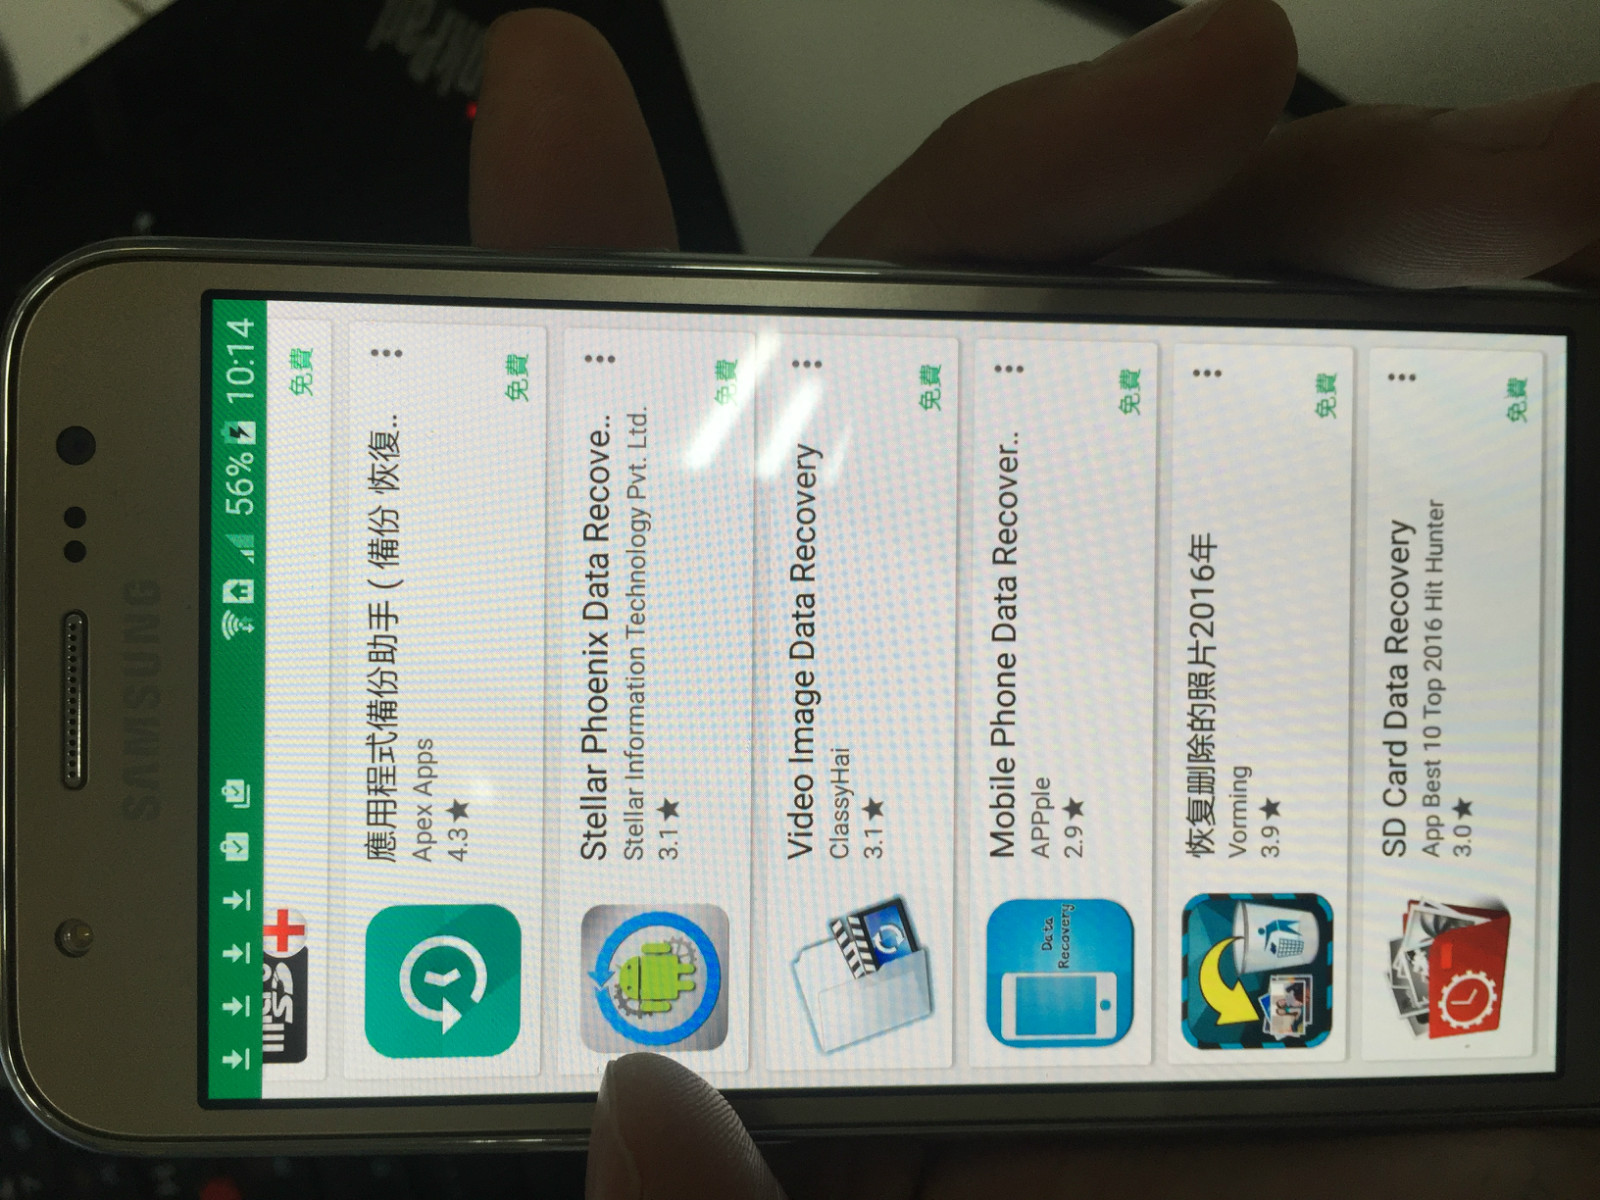 SAMSUNG
56% 10:14
micro
SD
免費
應用程式備份助手 ( 備份 恢復..
Apex Apps
4.3★
免費
Stellar Phoenix Data Recove..
Stellar Information Technology Pvt. Ltd.
3.1★
免費
Video Image Data Recovery
ClassyHai
3.1★
免費
Data
Recovery
Mobile Phone Data Recover..
APPple
2.9★
免費
恢复删除的照片2016年
Vorming
3.9★
免費
SD Card Data Recovery
App Best 10 Top 2016 Hit Hunter
3.0★
免費